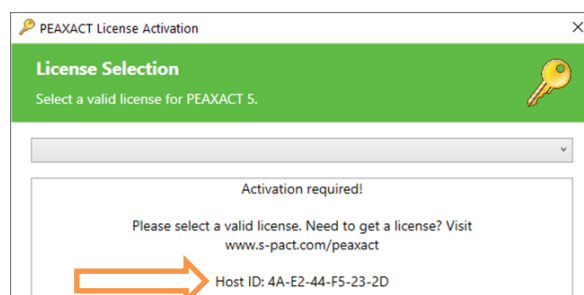 PEAXACT License Activation
License Selection
Select a valid license for PEAXACT 5.
Activation required!
Please select a valid license. Need to get a license? Visit
www.s-pact.com/peaxact
Host ID: 4A-E2-44-F5-23-2D